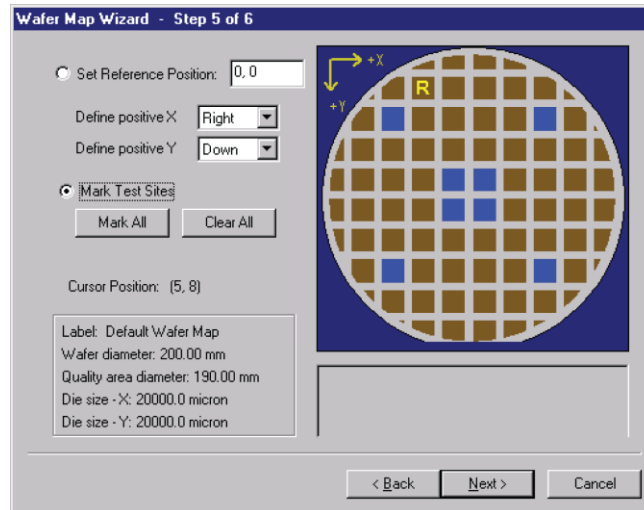 Wafer Map Wizard - Step 5 of 6
Set Reference Position: 0, 0
Define positive X Right
Define positive Y Down
Mark Test Sites
Mark All Clear All
Cursor Position: (5, 8)
Label: Default Wafer Map
Wafer diameter: 200.00 mm
Quality area diameter: 190.00 mm
Die size - X: 20000.0 micron
Die size - Y: 20000.0 micron
+X
+Y
R
< Back Next > Cancel